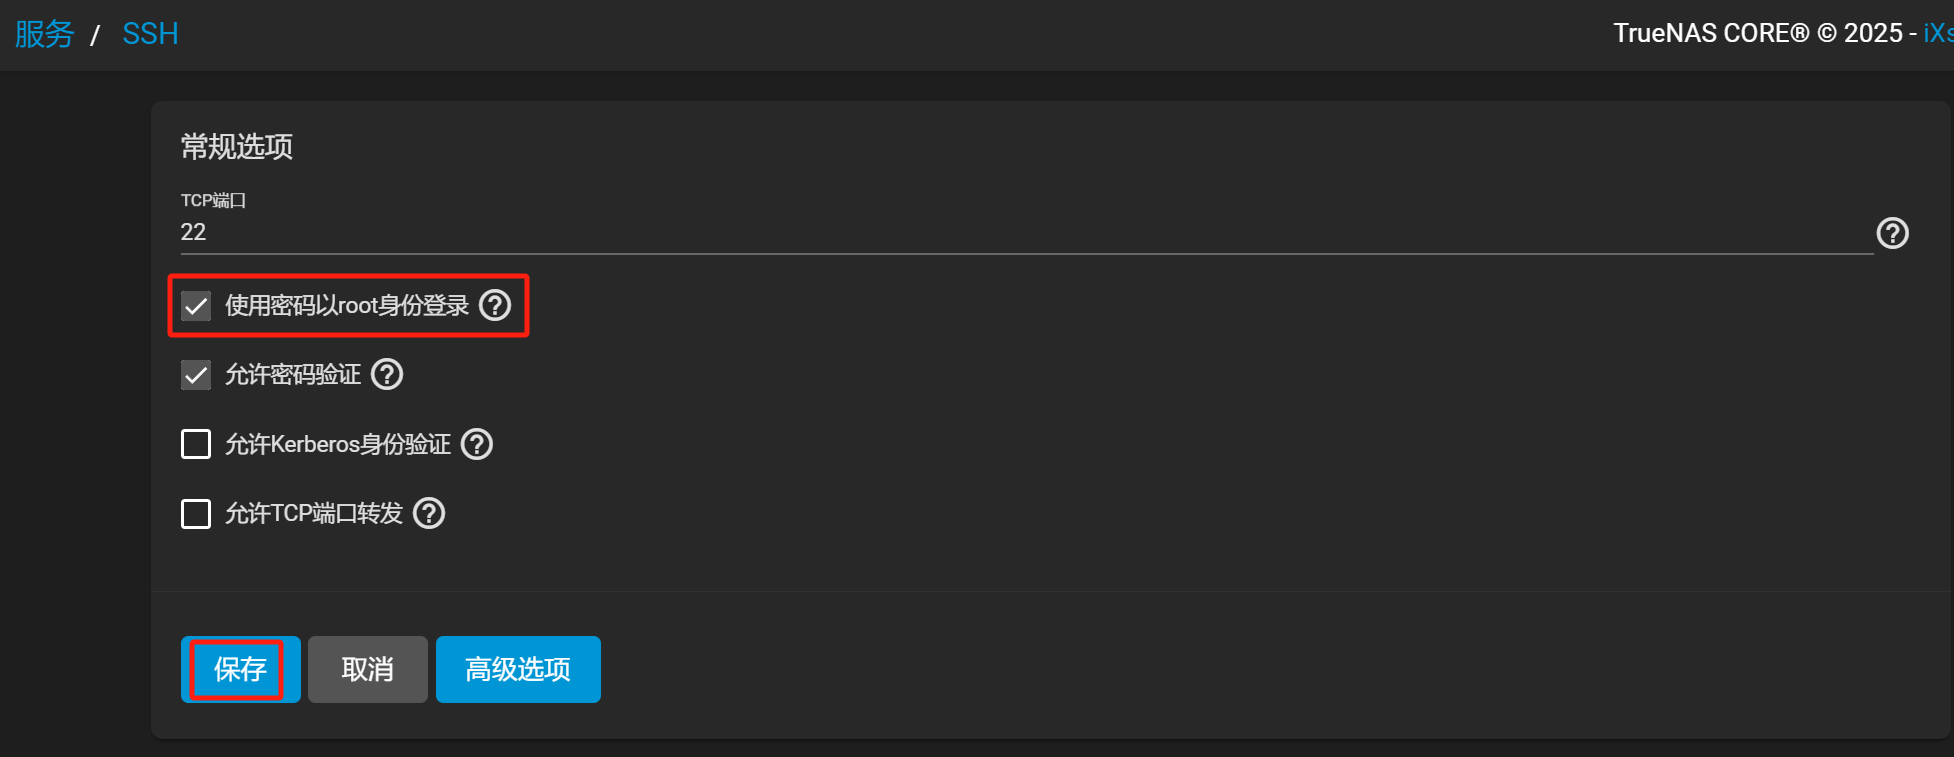 服务 / SSH
TrueNAS CORE® © 2025 - iXs
常规选项
TCP端口
22
使用密码以root身份登录
允许密码验证
允许Kerberos身份验证
允许TCP端口转发
保存 取消 高级选项